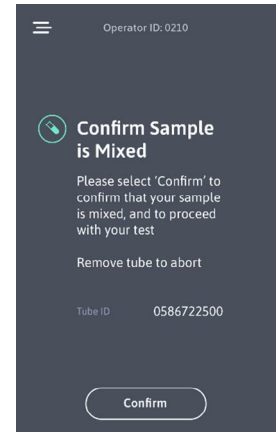 Operator ID: 0210
Confirm Sample
is Mixed
Please select ‘Confirm’ to
confirm that your sample
is mixed, and to proceed
with your test
Remove tube to abort
Tube ID 0586722500
Confirm